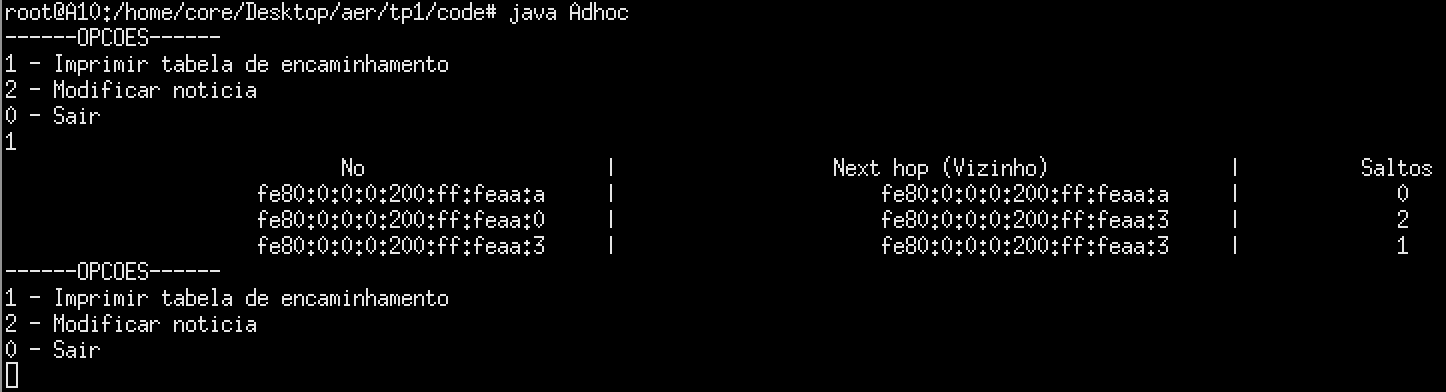 root@A10:/home/core/Desktop/aer/tp1/code# java Adhoc
------OPCOES------
1 - Imprimir tabela de encaminhamento
2 - Modificar noticia
0 - Sair
1
No | Next hop (Vizinho) | Saltos
fe80:0:0:0:200:ff:feaa:a | fe80:0:0:0:200:ff:feaa:a | 0
fe80:0:0:0:200:ff:feaa:0 | fe80:0:0:0:200:ff:feaa:3 | 2
fe80:0:0:0:200:ff:feaa:3 | fe80:0:0:0:200:ff:feaa:3 | 1
------OPCOES------
1 - Imprimir tabela de encaminhamento
2 - Modificar noticia
0 - Sair